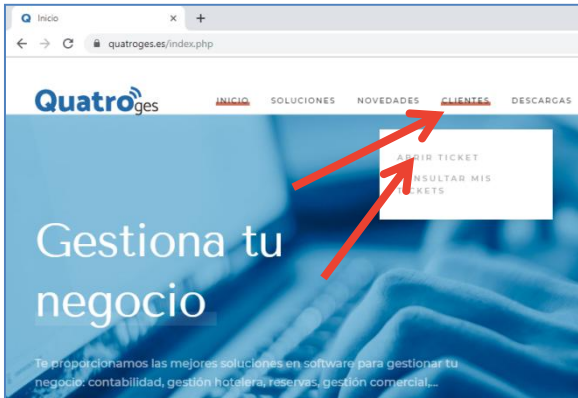 Inicio
quatroges.es/index.php
Quatroges
INICIO SOLUCIONES NOVEDADES CLIENTES DESCARGAS
ABRIR TICKET
CONSULTAR MIS
TICKETS
Gestiona tu
negocio
Te proporcionamos las mejores soluciones en software para gestionar tu
negocio: contabilidad, gestión hotelera, reservas, gestión comercial,...